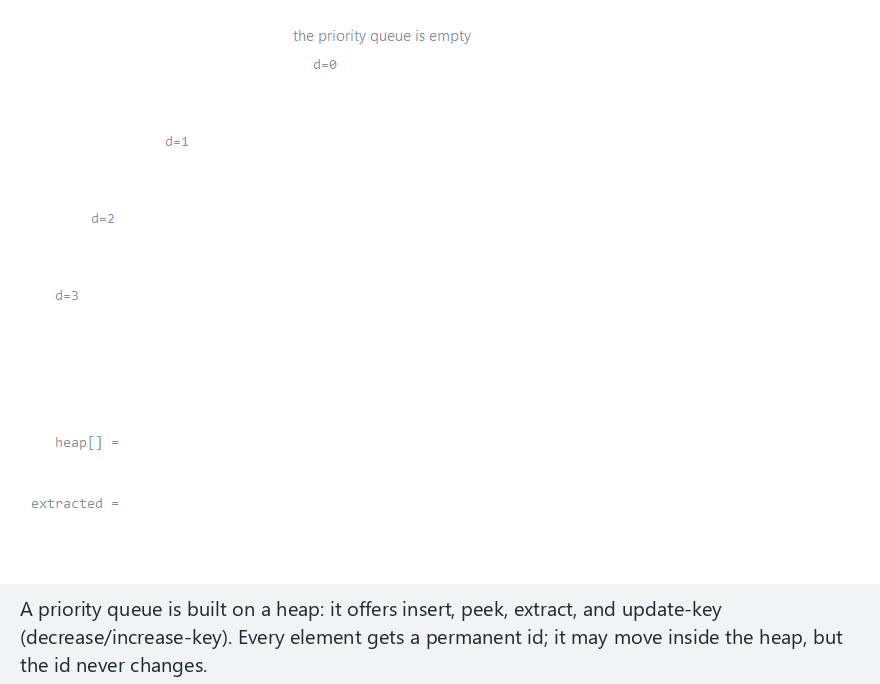 the priority queue is empty
d=0
d=1
d=2
d=3
heap[] =
extracted =
A priority queue is built on a heap: it offers insert, peek, extract, and update-key
(decrease/increase-key). Every element gets a permanent id; it may move inside the heap, but
the id never changes.